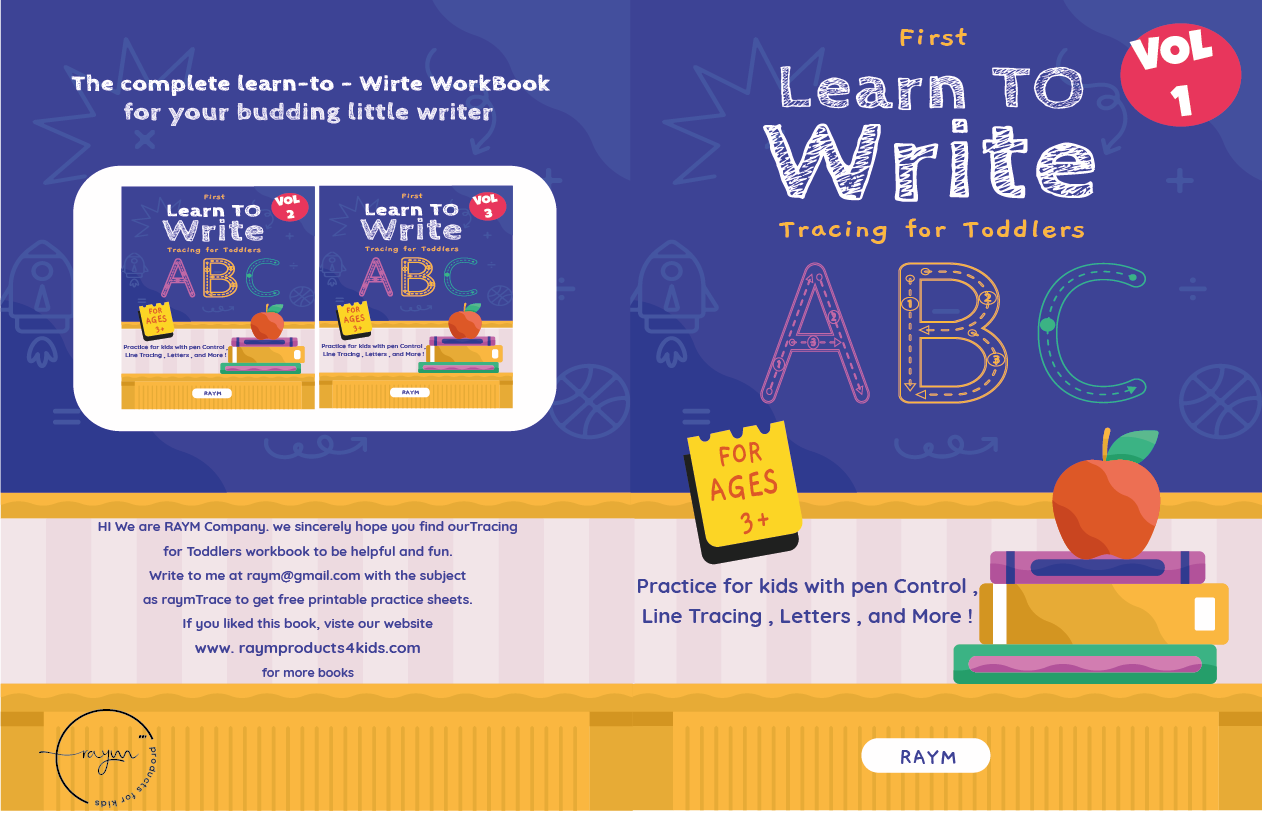 The complete learn-to - Wirte WorkBook
for your budding little writer
First
Learn TO
Write
Tracing for Toddlers
VOL
2
ABC
FOR
AGES
3+
Practice for kids with pen Control ,
Line Tracing , Letters , and More !
RAYM
First
Learn TO
Write
Tracing for Toddlers
VOL
3
ABC
FOR
AGES
3+
Practice for kids with pen Control ,
Line Tracing , Letters , and More !
RAYM
HI We are RAYM Company. we sincerely hope you find ourTracing
for Toddlers workbook to be helpful and fun.
Write to me at raym@gmail.com with the subject
as raymTrace to get free printable practice sheets.
If you liked this book, viste our website
www. raymproducts4kids.com
for more books
raym
products for kids
First
Learn TO
Write
VOL
1
Tracing for Toddlers
ABC
1
2
3
1
2
3
FOR
AGES
3+
Practice for kids with pen Control ,
Line Tracing , Letters , and More !
RAYM